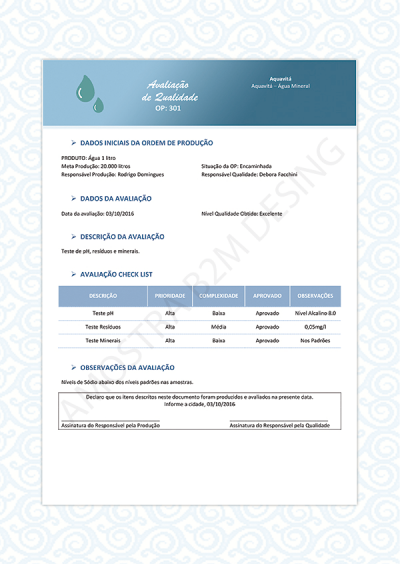 Avaliação
de Qualidade
OP: 301
Aquavitá
Aquavitá – Água Mineral
DADOS INICIAIS DA ORDEM DE PRODUÇÃO
PRODUTO: Água 1 litro
Meta Produção: 20.000 litros
Situação da OP: Encaminhada
Responsável Produção: Rodrigo Domingues
Responsável Qualidade: Debora Facchini
DADOS DA AVALIAÇÃO
Data da avaliação: 03/10/2016
Nível Qualidade Obtido: Excelente
DESCRIÇÃO DA AVALIAÇÃO
Teste de pH, resíduos e minerais.
AVALIAÇÃO CHECK LIST
DESCRIÇÃO PRIORIDADE COMPLEXIDADE APROVADO OBSERVAÇÕES
Teste pH Alta Baixa Aprovado Nível Alcalino 8.0
Teste Resíduos Alta Média Aprovado 0,05mg/l
Teste Minerais Alta Baixa Aprovado Nos Padrões
OBSERVAÇÕES DA AVALIAÇÃO
Níveis de Sódio abaixo dos níveis padrões nas amostras.
Declaro que os itens descritos neste documento foram produzidos e avaliados na presente data.
Informe a cidade, 03/10/2016
Assinatura do Responsável pela Produção
Assinatura do Responsável pela Qualidade
AMOSTRA B2M DESING